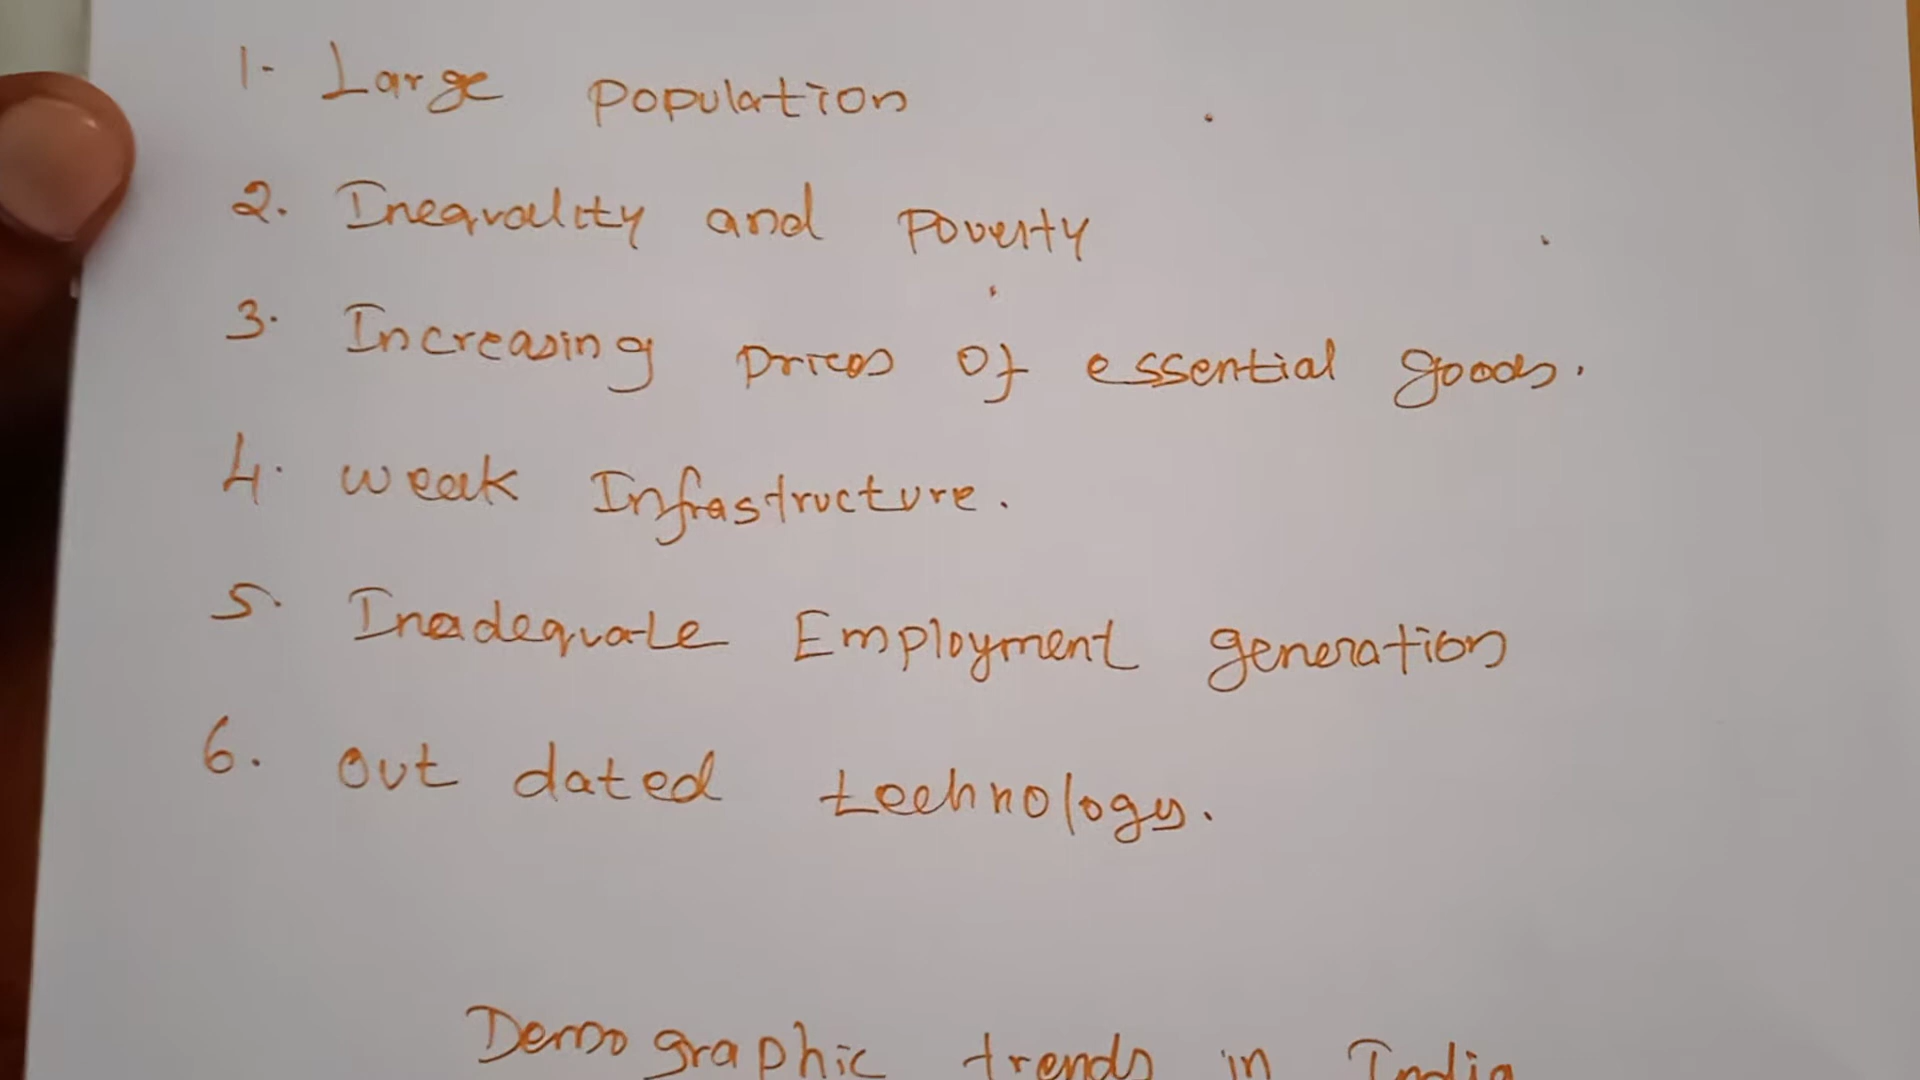 1- Large population
2. Inequality and Poverty
3. Increasing prices of essential goods.
4. weak Infrastructure.
5. Inadequate Employment generation
6. out dated technology.
Demographic trends in India